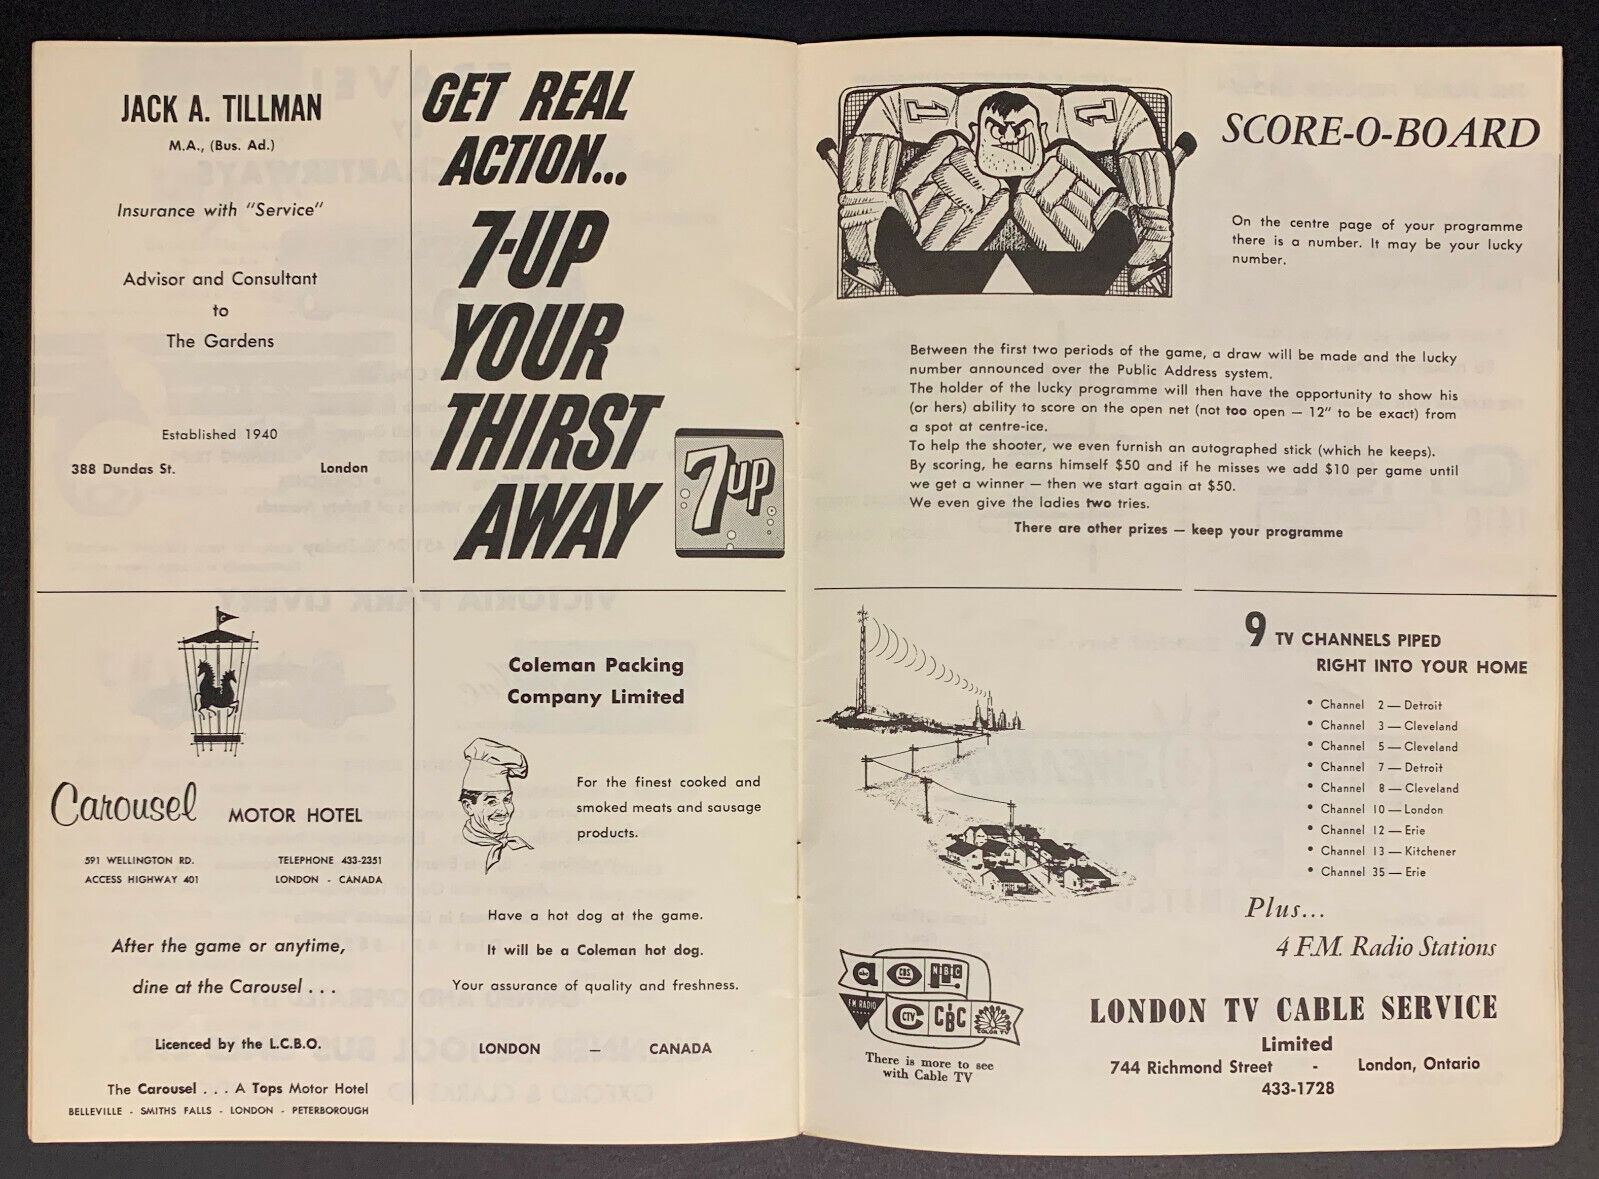 JACK A. TILLMAN
M.A., (Bus. Ad.)
Insurance with "Service"
Advisor and Consultant
to
The Gardens
Established 1940
388 Dundas St. London
GET REAL
ACTION...
7-UP
YOUR
THIRST
AWAY
7up
Carousel MOTOR HOTEL
591 WELLINGTON RD. TELEPHONE 433-2351
ACCESS HIGHWAY 401 LONDON - CANADA
After the game or anytime,
dine at the Carousel . . .
Licenced by the L.C.B.O.
The Carousel . . . A Tops Motor Hotel
BELLEVILLE - SMITHS FALLS - LONDON - PETERBOROUGH
Coleman Packing
Company Limited
For the finest cooked and
smoked meats and sausage
products.
Have a hot dog at the game.
It will be a Coleman hot dog.
Your assurance of quality and freshness.
LONDON — CANADA
1 1
SCORE-O-BOARD
On the centre page of your programme
there is a number. It may be your lucky
number.
Between the first two periods of the game, a draw will be made and the lucky
number announced over the Public Address system.
The holder of the lucky programme will then have the opportunity to show his
(or hers) ability to score on the open net (not too open — 12" to be exact) from
a spot at centre-ice.
To help the shooter, we even furnish an autographed stick (which he keeps).
By scoring, he earns himself $50 and if he misses we add $10 per game until
we get a winner — then we start again at $50.
We even give the ladies two tries.
There are other prizes — keep your programme
9 TV CHANNELS PIPED
RIGHT INTO YOUR HOME
• Channel 2 — Detroit
• Channel 3 — Cleveland
• Channel 5 — Cleveland
• Channel 7 — Detroit
• Channel 8 — Cleveland
• Channel 10 — London
• Channel 12 — Erie
• Channel 13 — Kitchener
• Channel 35 — Erie
Plus...
4 F.M. Radio Stations
abc CBS NBC
FM RADIO CTV CBC COLOR TV
There is more to see
with Cable TV
LONDON TV CABLE SERVICE
Limited
744 Richmond Street - London, Ontario
433-1728